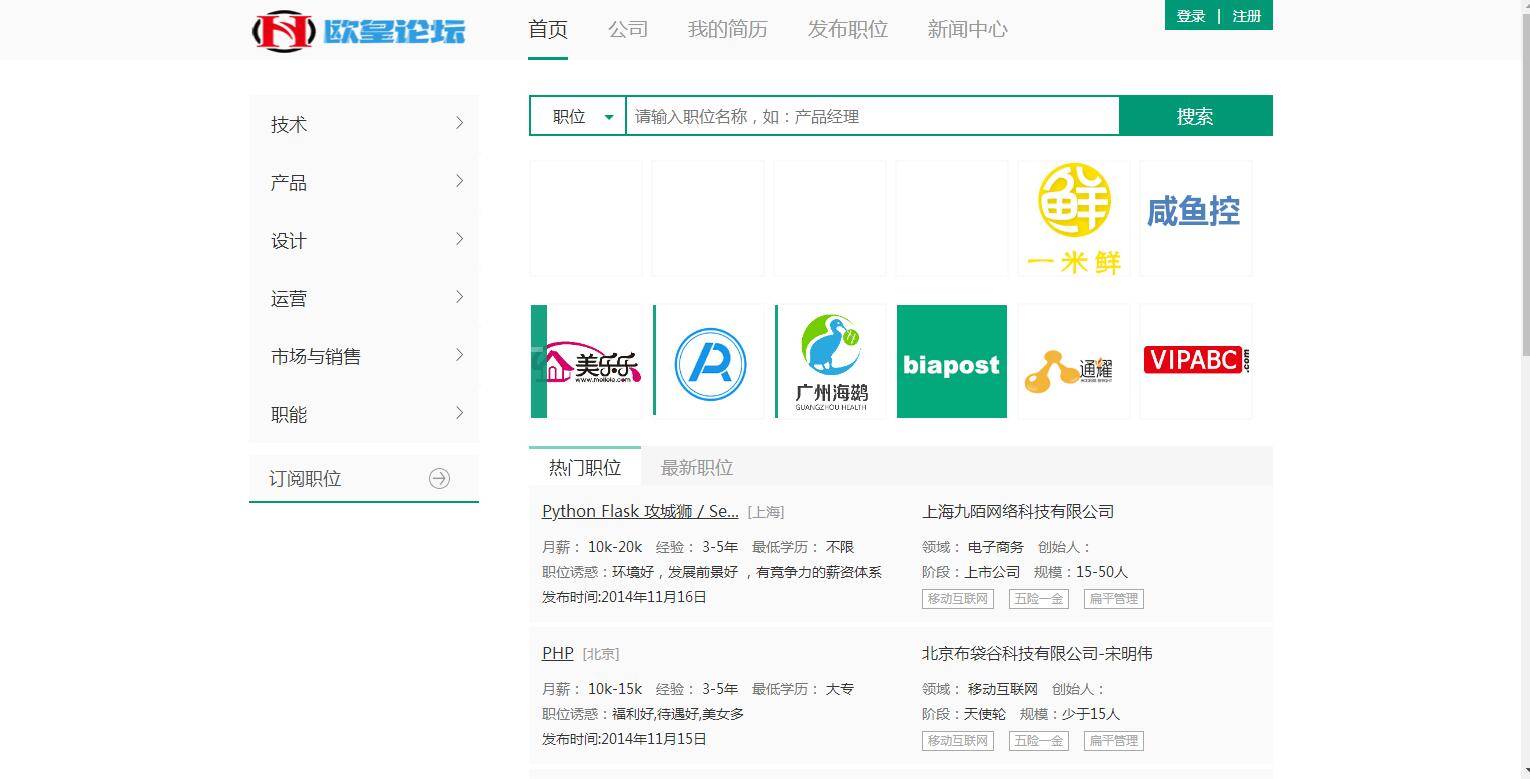 欧皇论坛
首页 公司 我的简历 发布职位 新闻中心
登录 | 注册
技术
产品
设计
运营
市场与销售
职能
订阅职位
职位 请输入职位名称，如：产品经理 搜索
鲜
一米鲜
咸鱼控
美乐乐
www.meilele.com
广州海鹚
GUANGZHOU HEALTH
biapost
通耀
VIPABC.com
热门职位 最新职位
Python Flask 攻城狮 / Se... [上海]
月薪： 10k-20k 经验： 3-5年 最低学历： 不限
职位诱惑：环境好，发展前景好 ，有竞争力的薪资体系
发布时间:2014年11月16日
上海九陌网络科技有限公司
领域： 电子商务 创始人：
阶段：上市公司 规模：15-50人
移动互联网 五险一金 扁平管理
PHP [北京]
月薪： 10k-15k 经验： 3-5年 最低学历： 大专
职位诱惑：福利好,待遇好,美女多
发布时间:2014年11月15日
北京布袋谷科技有限公司-宋明伟
领域： 移动互联网 创始人：
阶段：天使轮 规模：少于15人
移动互联网 五险一金 扁平管理